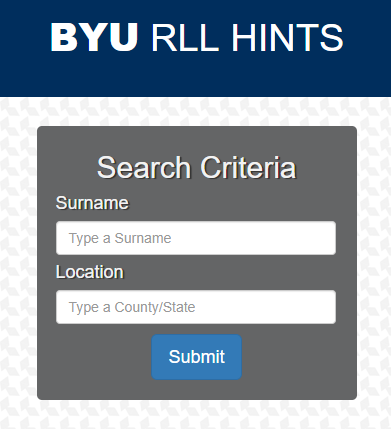 BYU RLL HINTS
Search Criteria
Surname
Type a Surname
Location
Type a County/State
Submit